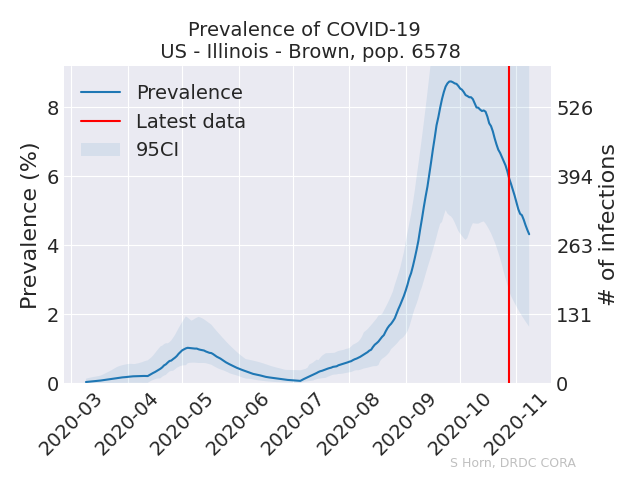 Prevalence of COVID-19
US - Illinois - Brown, pop. 6578
Prevalence
Latest data
95CI
Prevalence (%)
8
6
4
2
0
526
394
263
131
0
# of infections
2020-03
2020-04
2020-05
2020-06
2020-07
2020-08
2020-09
2020-10
2020-11
S Horn, DRDC CORA